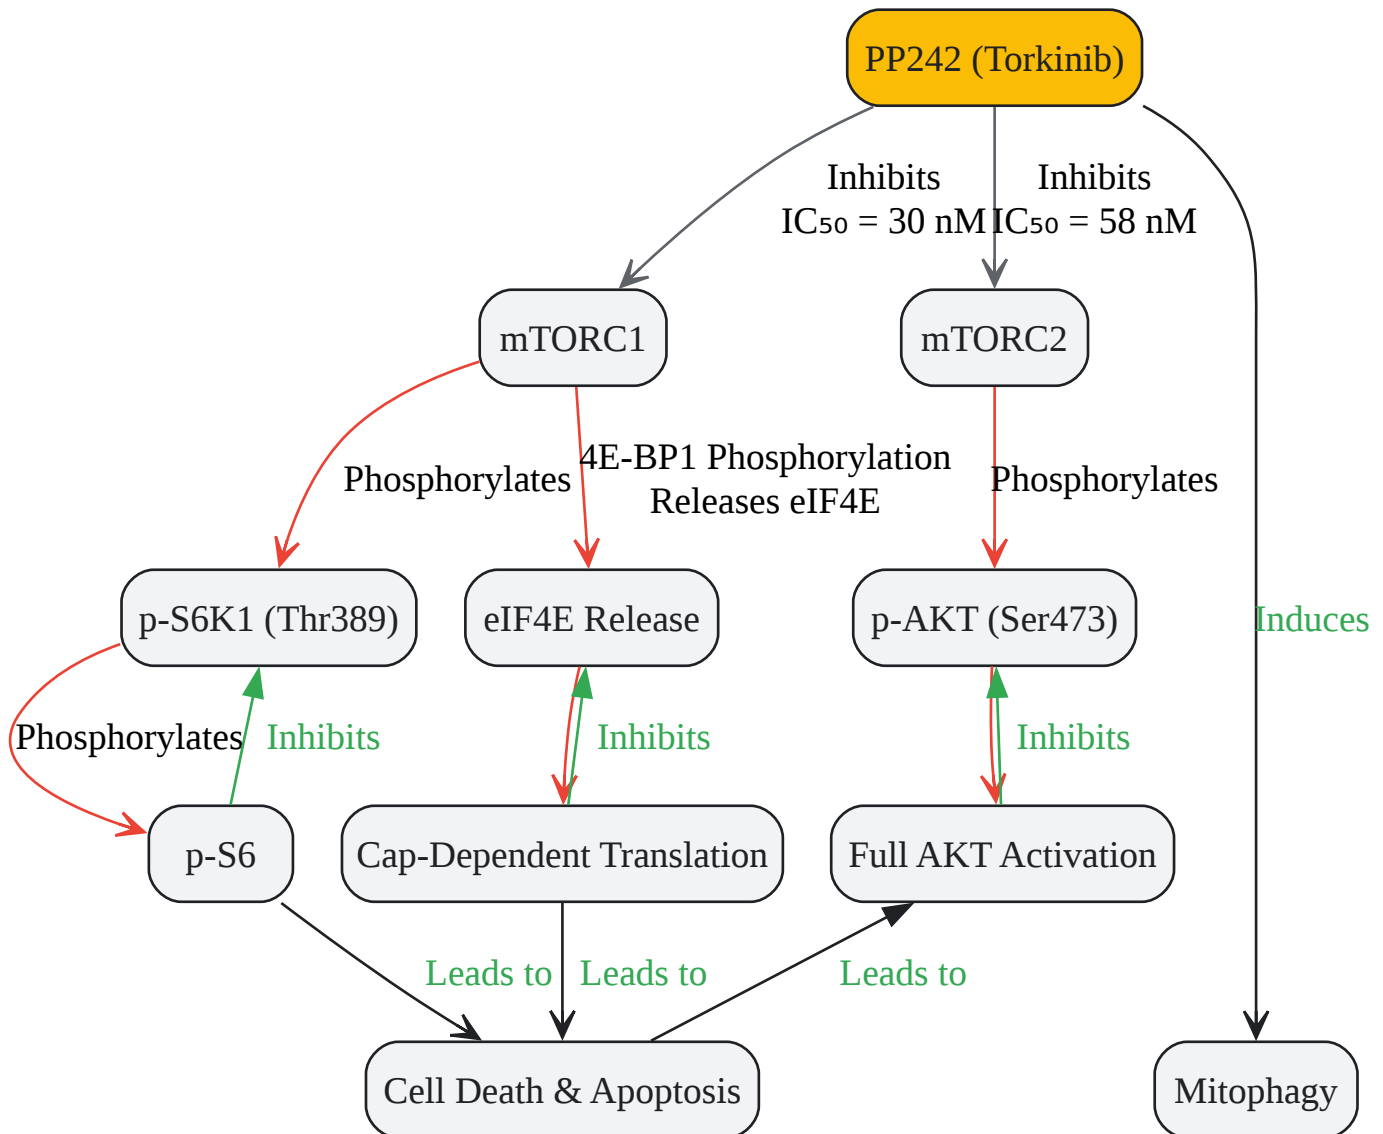 PP242 (Torkinib)
Inhibits
IC₅₀ = 30 nM
Inhibits
IC₅₀ = 58 nM
mTORC1
mTORC2
Phosphorylates
4E-BP1 Phosphorylation
Releases eIF4E
Phosphorylates
p-S6K1 (Thr389)
eIF4E Release
p-AKT (Ser473)
Induces
Phosphorylates
Inhibits
Inhibits
Inhibits
p-S6
Cap-Dependent Translation
Full AKT Activation
Leads to
Leads to
Leads to
Cell Death & Apoptosis
Mitophagy